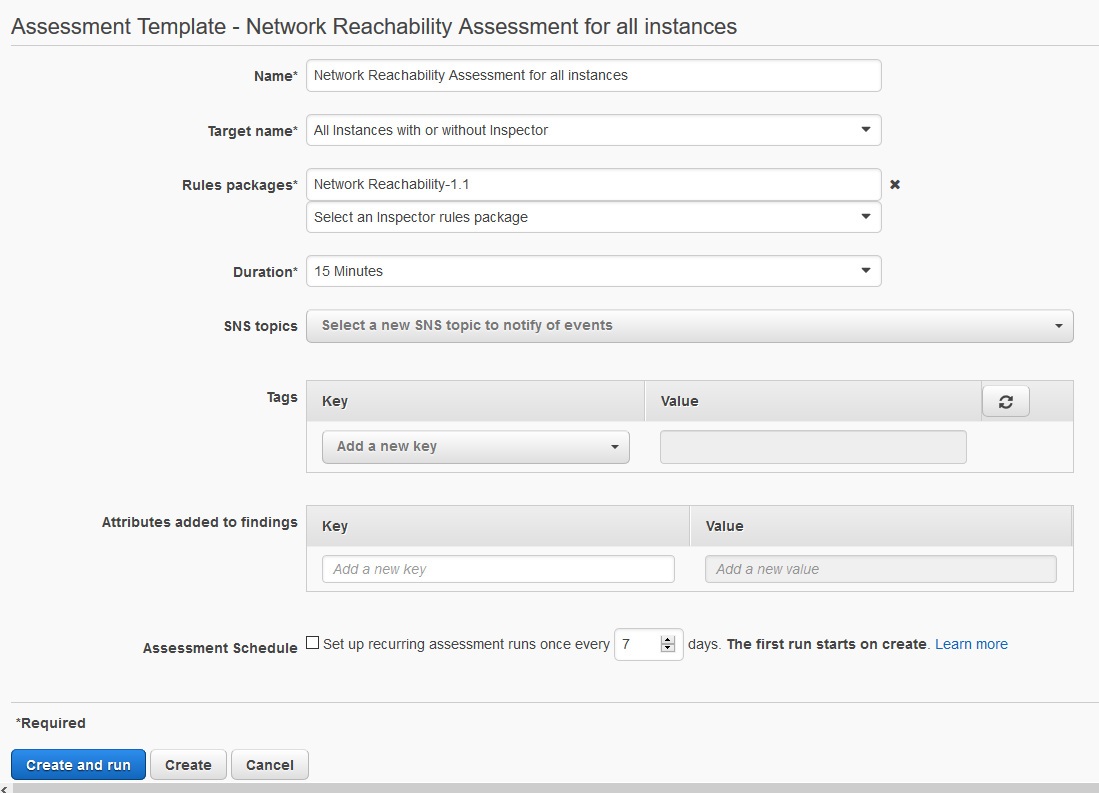 Assessment Template - Network Reachability Assessment for all instances
Name* Network Reachability Assessment for all instances
Target name* All Instances with or without Inspector
Rules packages* Network Reachability-1.1
Select an Inspector rules package
Duration* 15 Minutes
SNS topics Select a new SNS topic to notify of events
Tags Key Value
Add a new key
Attributes added to findings Key Value
Add a new key Add a new value
Assessment Schedule Set up recurring assessment runs once every 7 days. The first run starts on create. Learn more
*Required
Create and run Create Cancel